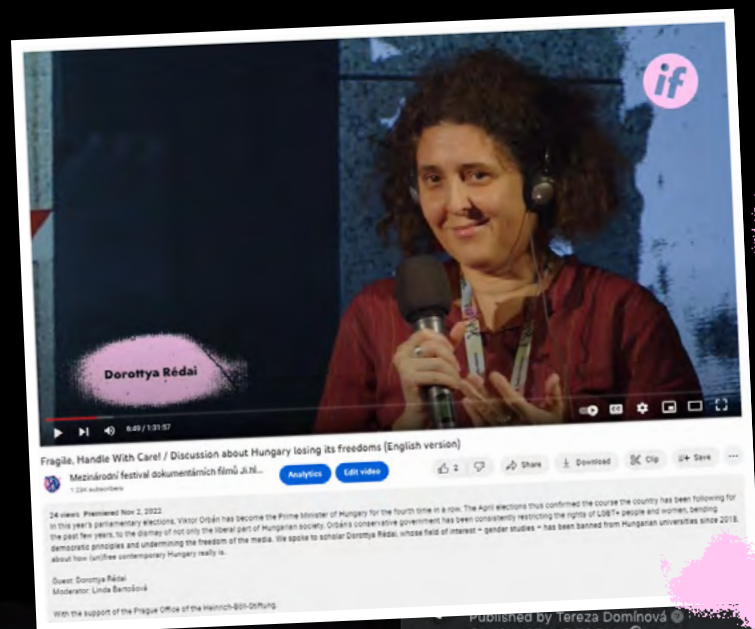 if
Dorottya Rédai
6:49 / 1:31:57
Fragile, Handle With Care! / Discussion about Hungary losing its freedoms (English version)
Mezinárodní festival dokumentárních filmů Ji.hl...
1.23K subscribers
Analytics
Edit video
2
Share
Download
Clip
Save
24 views Premiered Nov 2, 2022
In this year's parliamentary elections, Viktor Orbán has become the Prime Minister of Hungary for the fourth time in a row. The April elections thus confirmed the course the country has been following for
the past few years, to the dismay of not only the liberal part of Hungarian society. Orbán's conservative government has been consistently restricting the rights of LGBT+ people and women, bending
democratic principles and undermining the freedom of the media. We spoke to scholar Dorottya Rédai, whose field of interest – gender studies – has been banned from Hungarian universities since 2018,
about how (un)free contemporary Hungary really is.
Guest: Dorottya Rédai
Moderator: Linda Bartošová
With the support of the Prague Office of the Heinrich-Böll-Stiftung.
Published by Tereza Domínová